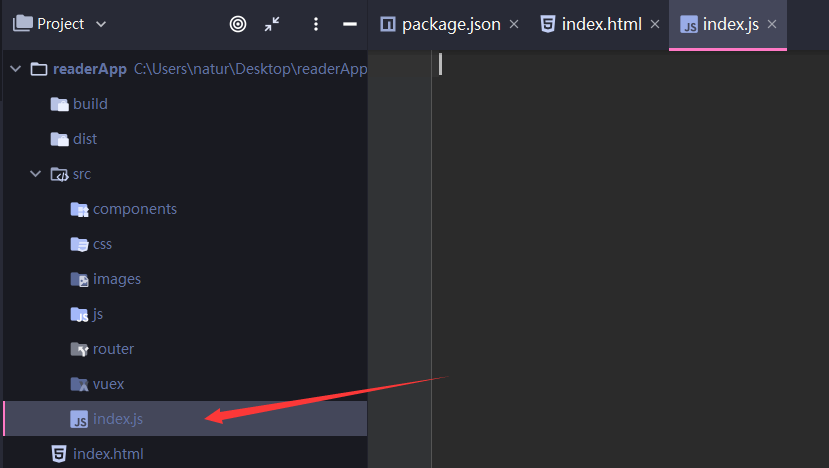 Project
package.json
index.html
index.js
readerApp C:\Users\natur\Desktop\readerApp
build
dist
src
components
css
images
js
router
vuex
index.js
index.html